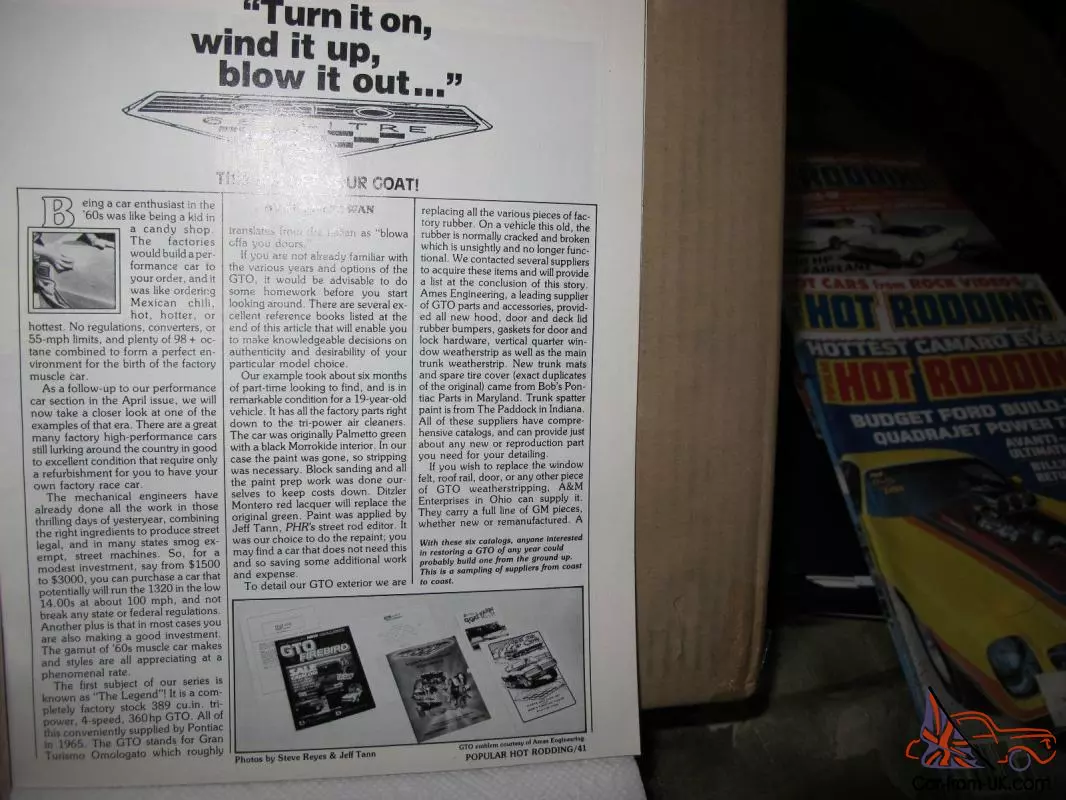 "Turn it on,
wind it up,
blow it out..."
LITRE
UR GOAT!
WAN
Being a car enthusiast in the
'60s was like being a kid in
a candy shop.
The factories
would build a per-
formance car to
your order, and it
was like ordering
Mexican chili,
hot, hotter, or
hottest. No regulations, converters, or
55-mph limits, and plenty of 98 + oc-
tane combined to form a perfect en-
vironment for the birth of the factory
muscle car.
As a follow-up to our performance
car section in the April issue, we will
now take a closer look at one of the
examples of that era. There are a great
many factory high-performance cars
still lurking around the country in good
to excellent condition that require only
a refurbishment for you to have your
own factory race car.
The mechanical engineers have
already done all the work in those
thrilling days of yesteryear, combining
the right ingredients to produce street
legal, and in many states smog ex-
empt, street machines. So, for a
modest investment, say from $1500
to $3000, you can purchase a car that
potentially will run the 1320 in the low
14.00s at about 100 mph, and not
break any state or federal regulations.
Another plus is that in most cases you
are also making a good investment.
The gamut of '60s muscle car makes
and styles are all appreciating at a
phenomenal rate.
The first subject of our series is
known as "The Legend"! It is a com-
pletely factory stock 389 cu.in. tri-
power, 4-speed, 360hp GTO. All of
this conveniently supplied by Pontiac
in 1965. The GTO stands for Gran
Turismo Omologato which roughly
translates from the Italian as "blowa
offa you doors."
If you are not already familiar with
the various years and options of the
GTO, it would be advisable to do
some homework before you start
looking around. There are several ex-
cellent reference books listed at the
end of this article that will enable you
to make knowledgeable decisions on
authenticity and desirability of your
particular model choice.
Our example took about six months
of part-time looking to find, and is in
remarkable condition for a 19-year-old
vehicle. It has all the factory parts right
down to the tri-power air cleaners.
The car was originally Palmetto green
with a black Morrokide interior. In our
case the paint was gone, so stripping
was necessary. Block sanding and all
the paint prep work was done our-
selves to keep costs down. Ditzler
Montero red lacquer will replace the
original green. Paint was applied by
Jeff Tann, PHR's street rod editor. It
was our choice to do the repaint; you
may find a car that does not need this
and so saving some additional work
and expense.
To detail our GTO exterior we are
replacing all the various pieces of fac-
tory rubber. On a vehicle this old, the
rubber is normally cracked and broken
which is unsightly and no longer func-
tional. We contacted several suppliers
to acquire these items and will provide
a list at the conclusion of this story.
Ames Engineering, a leading supplier
of GTO parts and accessories, provid-
ed all new hood, door and deck lid
rubber bumpers, gaskets for door and
lock hardware, vertical quarter win-
dow weatherstrip as well as the main
trunk weatherstrip. New trunk mats
and spare tire cover (exact duplicates
of the original) came from Bob's Pon-
tiac Parts in Maryland. Trunk spatter
paint is from The Paddock in Indiana.
All of these suppliers have compre-
hensive catalogs, and can provide just
about any new or reproduction part
you need for your detailing.
If you wish to replace the window
felt, roof rail, door, or any other piece
of GTO weatherstripping, A&M
Enterprises in Ohio can supply it.
They carry a full line of GM pieces,
whether new or remanufactured. A
With these six catalogs, anyone interested
in restoring a GTO of any year could
probably build one from the ground up.
This is a sampling of suppliers from coast
to coast.
GTO
FIREBIRD
SALE
Photos by Steve Reyes & Jeff Tann
GTO emblem courtesy of Ames Engineering
POPULAR HOT RODDING/41
RODDING
FAIRLANE
HOT CARS from ROCK VIDEOS
HOT RODDING
HOTTEST CAMARO EVER
HOT RODDIN
BUDGET FORD BUILD-
QUADRAJET POWER T
AVANTI-
ULTIMAT
BILL
RETU
Car-from-UK.com